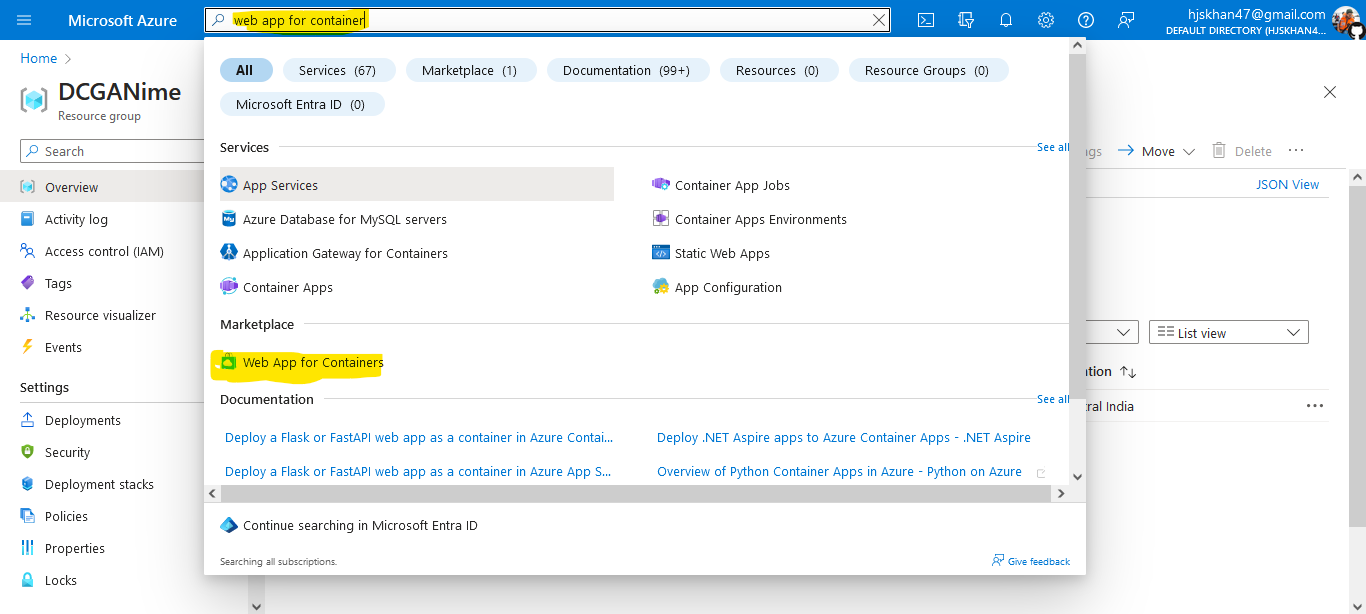 Microsoft Azure
web app for container
hjskhan47@gmail.com
DEFAULT DIRECTORY (HJSKHAN4...
Home
DCGANime
Resource group
Search
Overview
Activity log
Access control (IAM)
Tags
Resource visualizer
Events
Settings
Deployments
Security
Deployment stacks
Policies
Properties
Locks
All
Services (67)
Marketplace (1)
Documentation (99+)
Resources (0)
Resource Groups (0)
Microsoft Entra ID (0)
Services
See all
App Services
Container App Jobs
Azure Database for MySQL servers
Container Apps Environments
Application Gateway for Containers
Static Web Apps
Container Apps
App Configuration
Marketplace
Web App for Containers
Documentation
See all
Deploy a Flask or FastAPI web app as a container in Azure Contai...
Deploy .NET Aspire apps to Azure Container Apps - .NET Aspire
Deploy a Flask or FastAPI web app as a container in Azure App S...
Overview of Python Container Apps in Azure - Python on Azure
Continue searching in Microsoft Entra ID
Searching all subscriptions.
Give feedback
Move
Delete
JSON View
List view
India